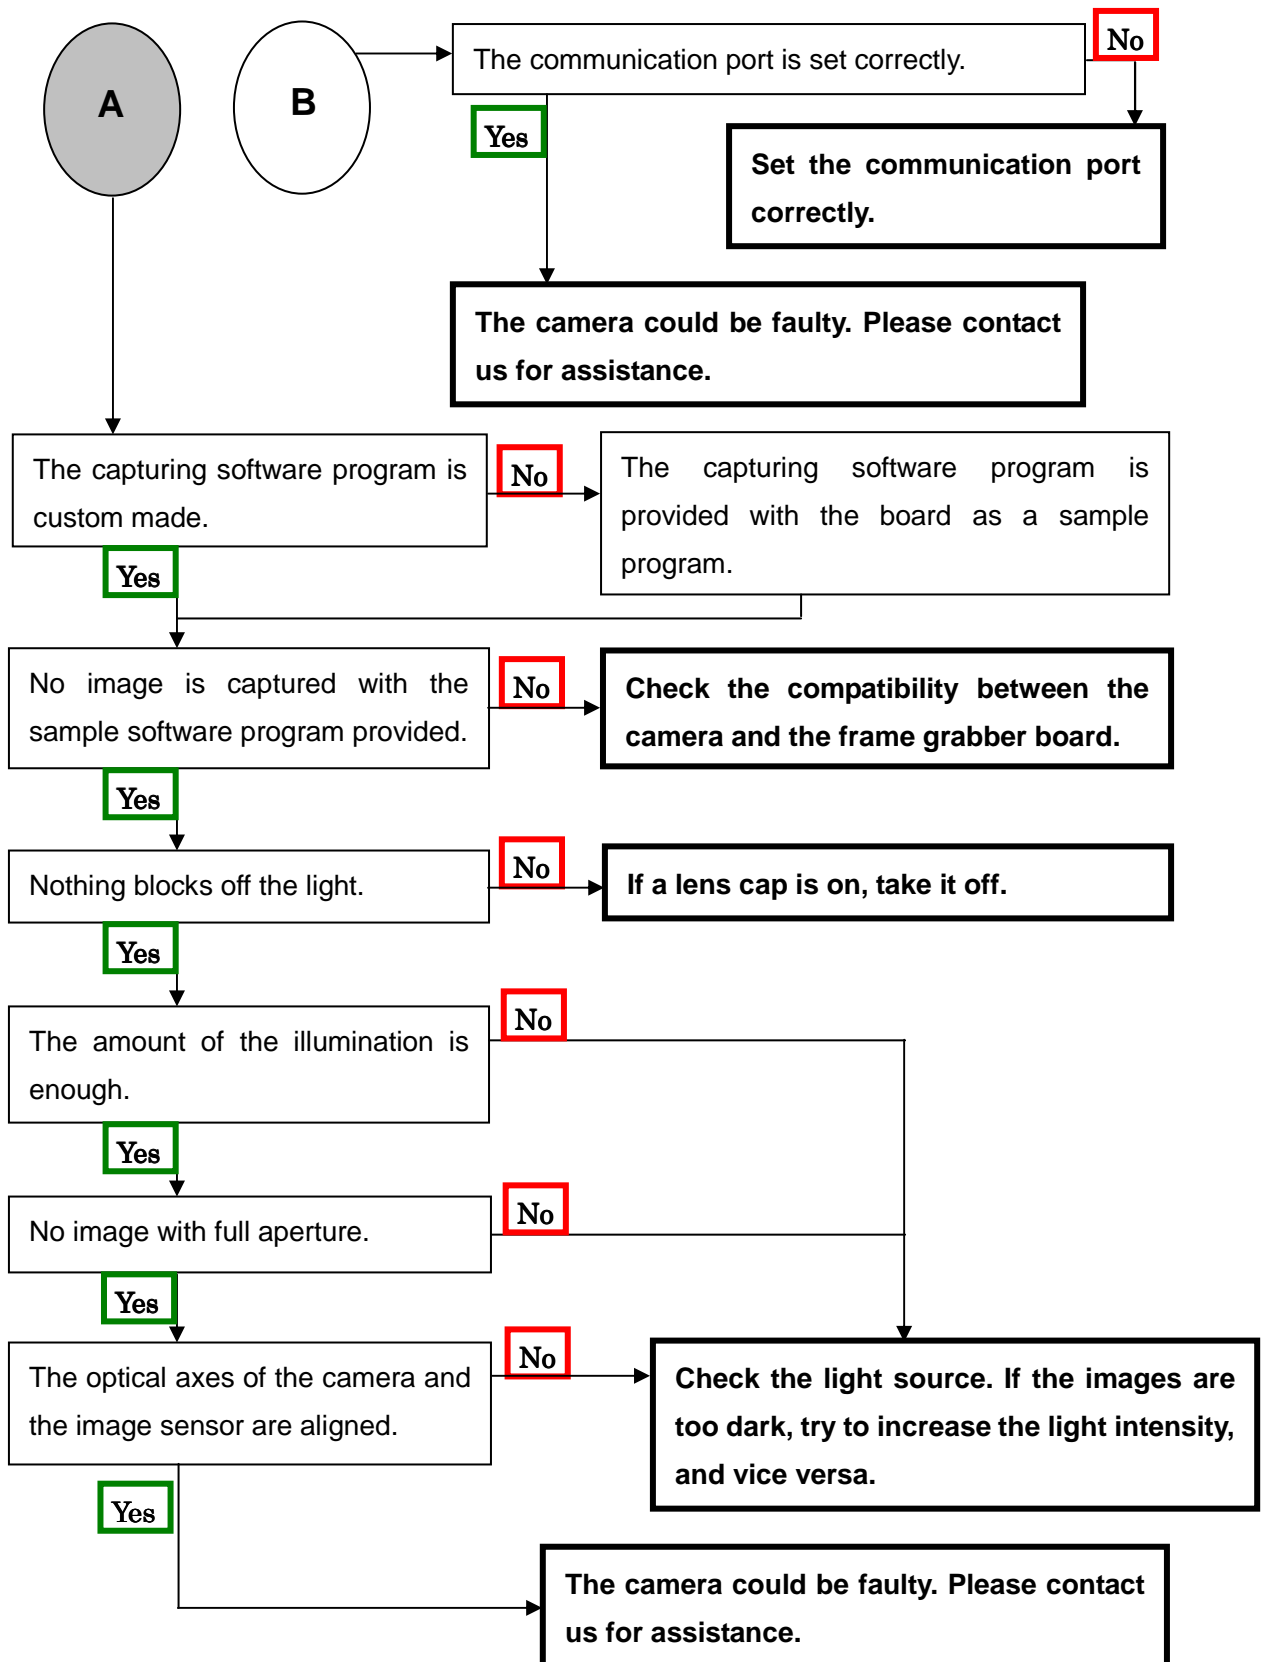 A
B
The communication port is set correctly.
No
Yes
Set the communication port
correctly.
The camera could be faulty. Please contact
us for assistance.
The capturing software program is
custom made.
No
The capturing software program is
provided with the board as a sample
program.
Yes
No image is captured with the
sample software program provided.
No
Check the compatibility between the
camera and the frame grabber board.
Yes
Nothing blocks off the light.
No
If a lens cap is on, take it off.
Yes
The amount of the illumination is
enough.
No
Yes
No image with full aperture.
No
Yes
The optical axes of the camera and
the image sensor are aligned.
No
Check the light source. If the images are
too dark, try to increase the light intensity,
and vice versa.
Yes
The camera could be faulty. Please contact
us for assistance.